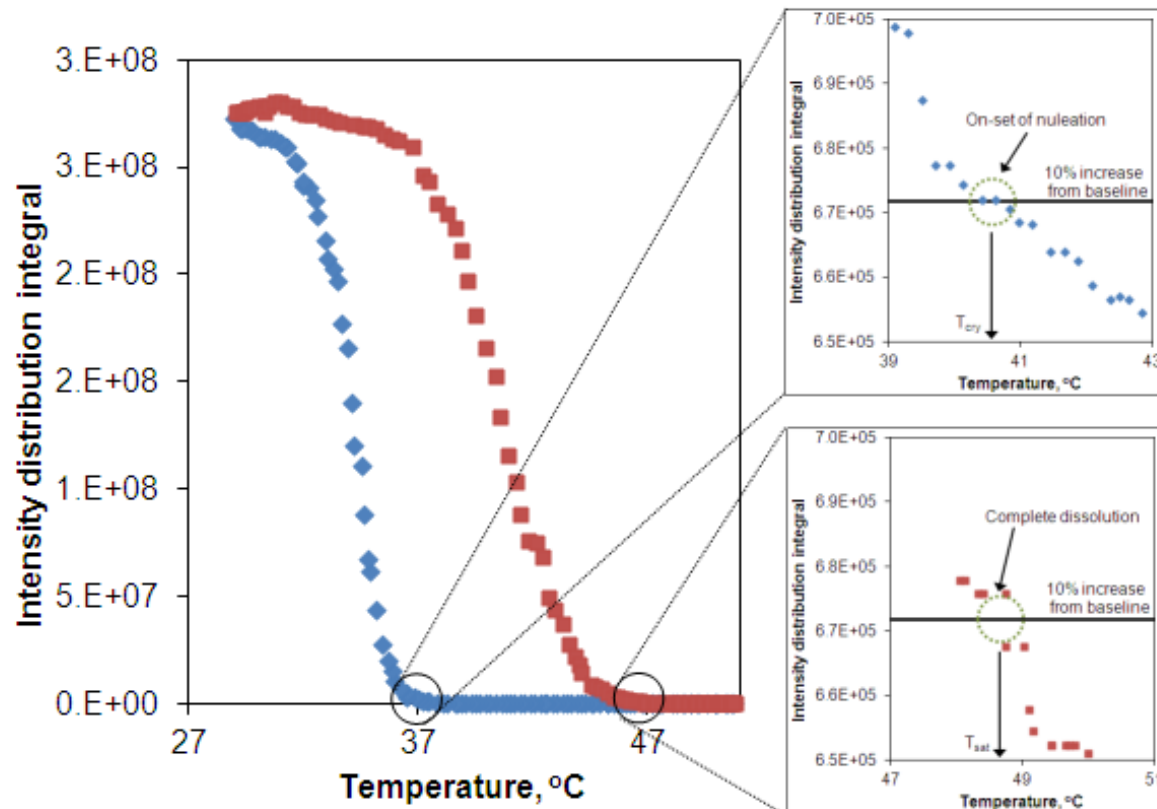 Intensity distribution integral
3.E+08
3.E+08
2.E+08
2.E+08
1.E+08
5.E+07
0.E+00
27
37
47
Temperature, °C
Intensity distribution integral
7.0E+05
6.9E+05
6.8E+05
6.7E+05
6.6E+05
6.5E+05
On-set of nuleation
10% increase
from baseline
Tcry
39
41
43
Temperature, °C
Intensity distribution integral
7.0E+05
6.9E+05
6.8E+05
6.7E+05
6.6E+05
6.5E+05
Complete dissolution
10% increase
from baseline
Tsat
47
49
51
Temperature, °C